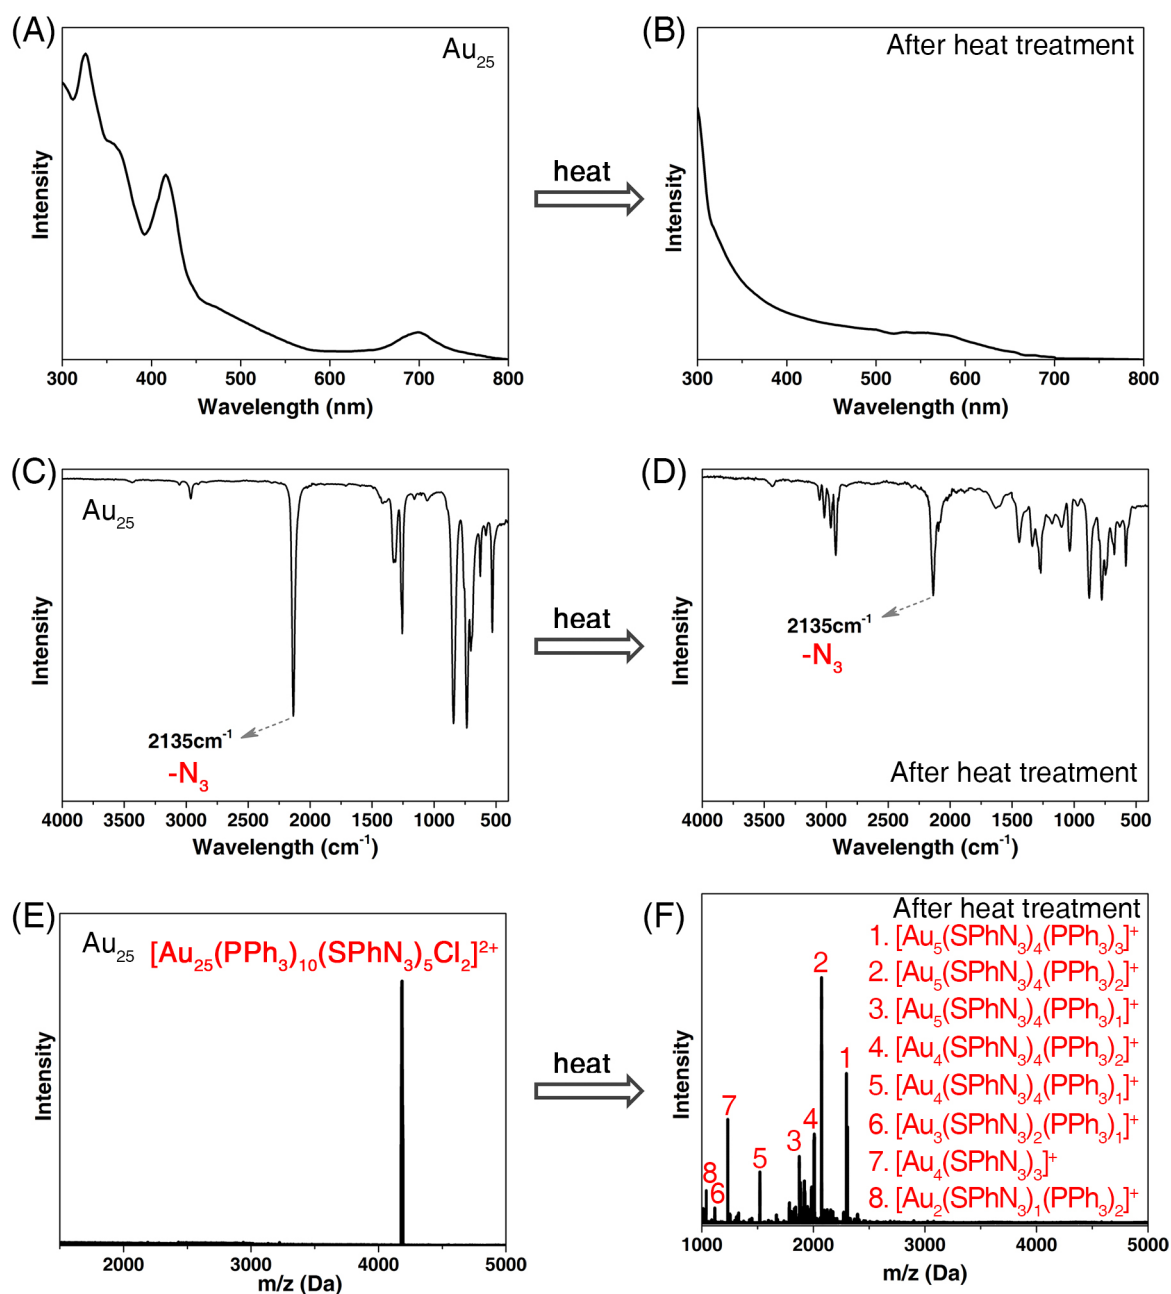 (A)
Au₂₅
Intensity
300 400 500 600 700 800
Wavelength (nm)
heat
(B)
After heat treatment
Intensity
300 400 500 600 700 800
Wavelength (nm)
(C)
Au₂₅
Intensity
2135cm⁻¹
-N₃
4000 3500 3000 2500 2000 1500 1000 500
Wavelength (cm⁻¹)
heat
(D)
Intensity
2135cm⁻¹
-N₃
After heat treatment
4000 3500 3000 2500 2000 1500 1000 500
Wavelength (cm⁻¹)
(E)
Au₂₅ [Au₂₅(PPh₃)₁₀(SPhN₃)₅Cl₂]²⁺
Intensity
2000 3000 4000 5000
m/z (Da)
heat
(F)
After heat treatment
1. [Au₅(SPhN₃)₄(PPh₃)₃]⁺
2. [Au₅(SPhN₃)₄(PPh₃)₂]⁺
3. [Au₅(SPhN₃)₄(PPh₃)₁]⁺
4. [Au₄(SPhN₃)₄(PPh₃)₂]⁺
5. [Au₄(SPhN₃)₄(PPh₃)₁]⁺
6. [Au₃(SPhN₃)₂(PPh₃)₁]⁺
7. [Au₄(SPhN₃)₃]⁺
8. [Au₂(SPhN₃)₁(PPh₃)₂]⁺
Intensity
8 6 7 5 3 4 2 1
1000 2000 3000 4000 5000
m/z (Da)